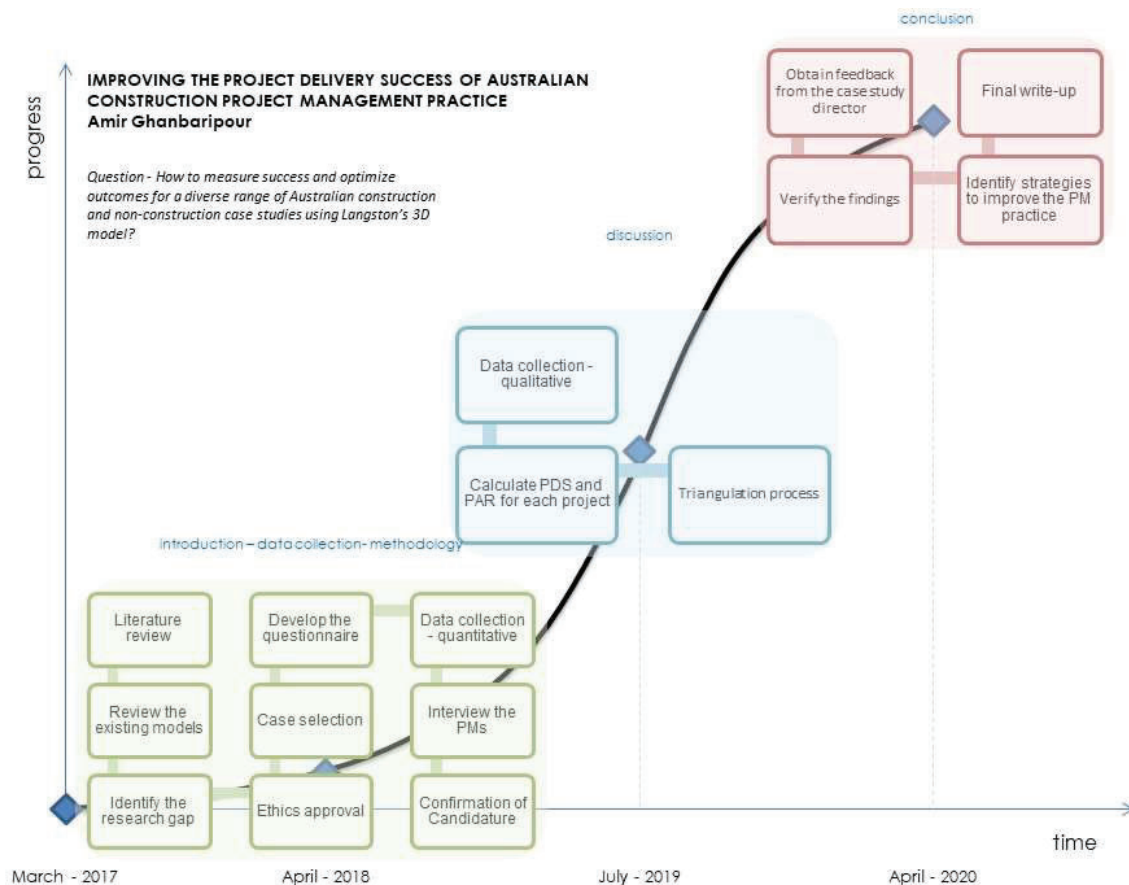 conclusion
IMPROVING THE PROJECT DELIVERY SUCCESS OF AUSTRALIAN
CONSTRUCTION PROJECT MANAGEMENT PRACTICE
Amir Ghanbaripour
progress
Question - How to measure success and optimize
outcomes for a diverse range of Australian construction
and non-construction case studies using Langston's 3D
model?
Obtain feedback
from the case study
director
Final write-up
Verify the findings
Identify strategies
to improve the PM
practice
discussion
Data collection -
qualitative
Calculate PDS and
PAR for each project
Triangulation process
introduction – data collection- methodology
Literature
review
Develop the
questionnaire
Data collection
- quantitative
Review the
existing models
Case selection
Interview the
PMs
Identify the
research gap
Ethics approval
Confirmation of
Candidature
time
March - 2017
April - 2018
July - 2019
April - 2020